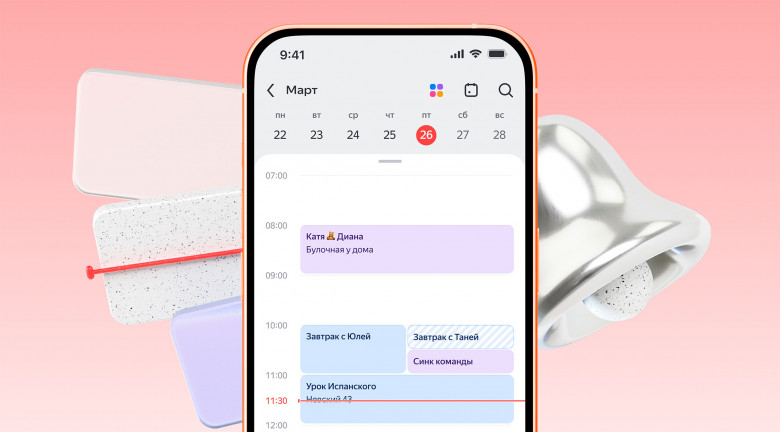 9:41
Март
пн вт ср чт пт сб вс
22 23 24 25 26 27 28
07:00
08:00
Катя🧸Диана
Булочная у дома
09:00
10:00
Завтрак с Юлей
Завтрак с Таней
Синк команды
11:00
Урок Испанского
11:30
Невский 43
12:00